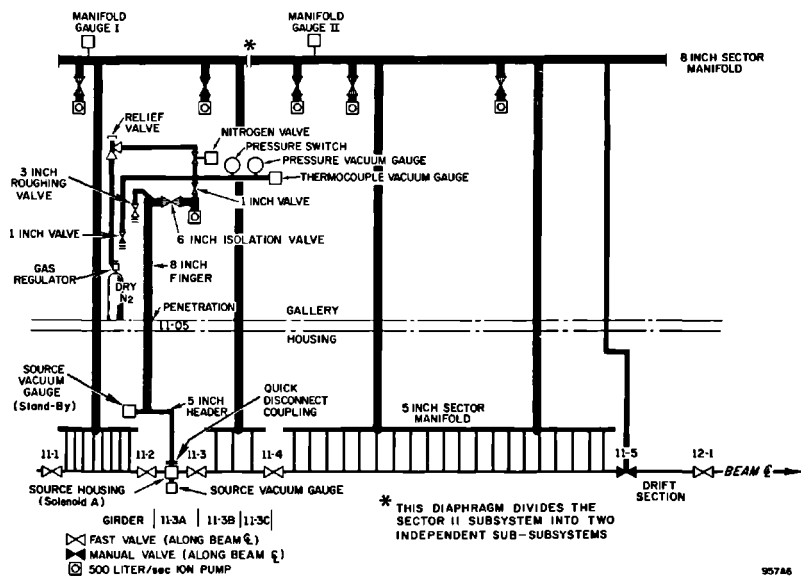 MANIFOLD
GAUGE I
MANIFOLD
GAUGE II
*
8 INCH SECTOR
MANIFOLD
RELIEF
VALVE
NITROGEN VALVE
PRESSURE SWITCH
PRESSURE VACUUM GAUGE
THERMOCOUPLE VACUUM GAUGE
3 INCH
ROUGHING
VALVE
1 INCH VALVE
1 INCH VALVE
6 INCH ISOLATION VALVE
GAS
REGULATOR
8 INCH
FINGER
DRY
N2
PENETRATION
11-05
GALLERY
HOUSING
SOURCE
VACUUM
GAUGE
(Stand-By)
5 INCH
HEADER
QUICK
DISCONNECT
COUPLING
5 INCH SECTOR
MANIFOLD
11-1
11-2
11-3
11-4
11-5
12-1
BEAM ℄
SOURCE HOUSING
(Solenoid A)
SOURCE VACUUM GAUGE
DRIFT
SECTION
GIRDER
11-3A
11-3B
11-3C
* THIS DIAPHRAGM DIVIDES THE
SECTOR II SUBSYSTEM INTO TWO
INDEPENDENT SUB-SUBSYSTEMS
FAST VALVE (ALONG BEAM ℄)
MANUAL VALVE (ALONG BEAM ℄)
500 LITER/sec ION PUMP
957A6